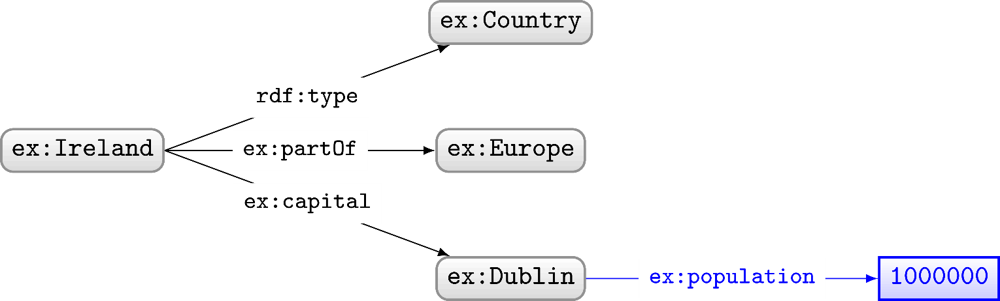 ex:Country
rdf:type
ex:Ireland
ex:partOf
ex:Europe
ex:capital
ex:Dublin
ex:population
1000000